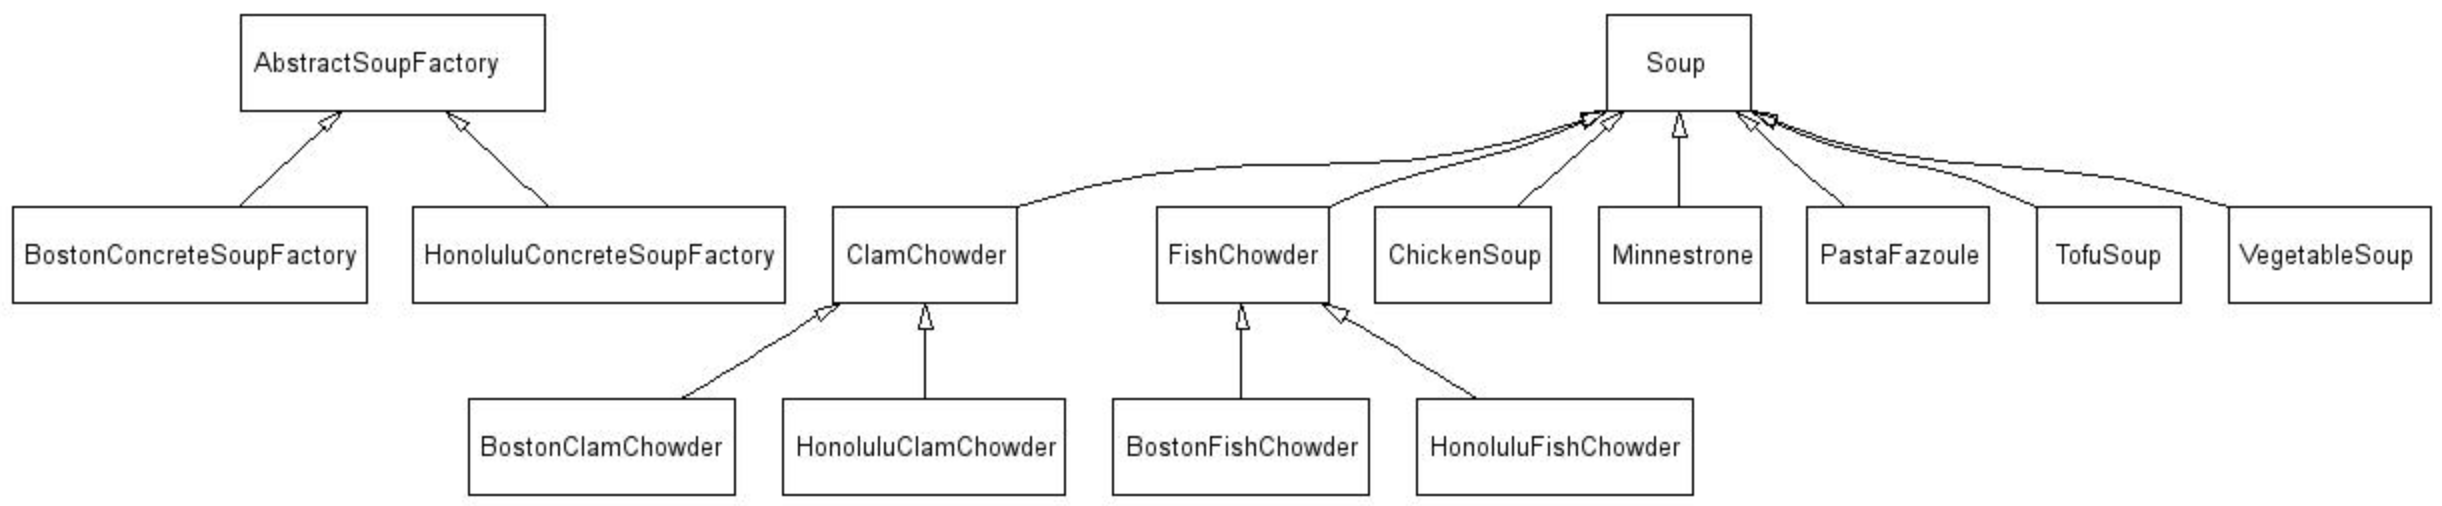 AbstractSoupFactory
Soup
BostonConcreteSoupFactory
HonoluluConcreteSoupFactory
ClamChowder
FishChowder
ChickenSoup
Minnestrone
PastaFazoule
TofuSoup
VegetableSoup
BostonClamChowder
HonoluluClamChowder
BostonFishChowder
HonoluluFishChowder